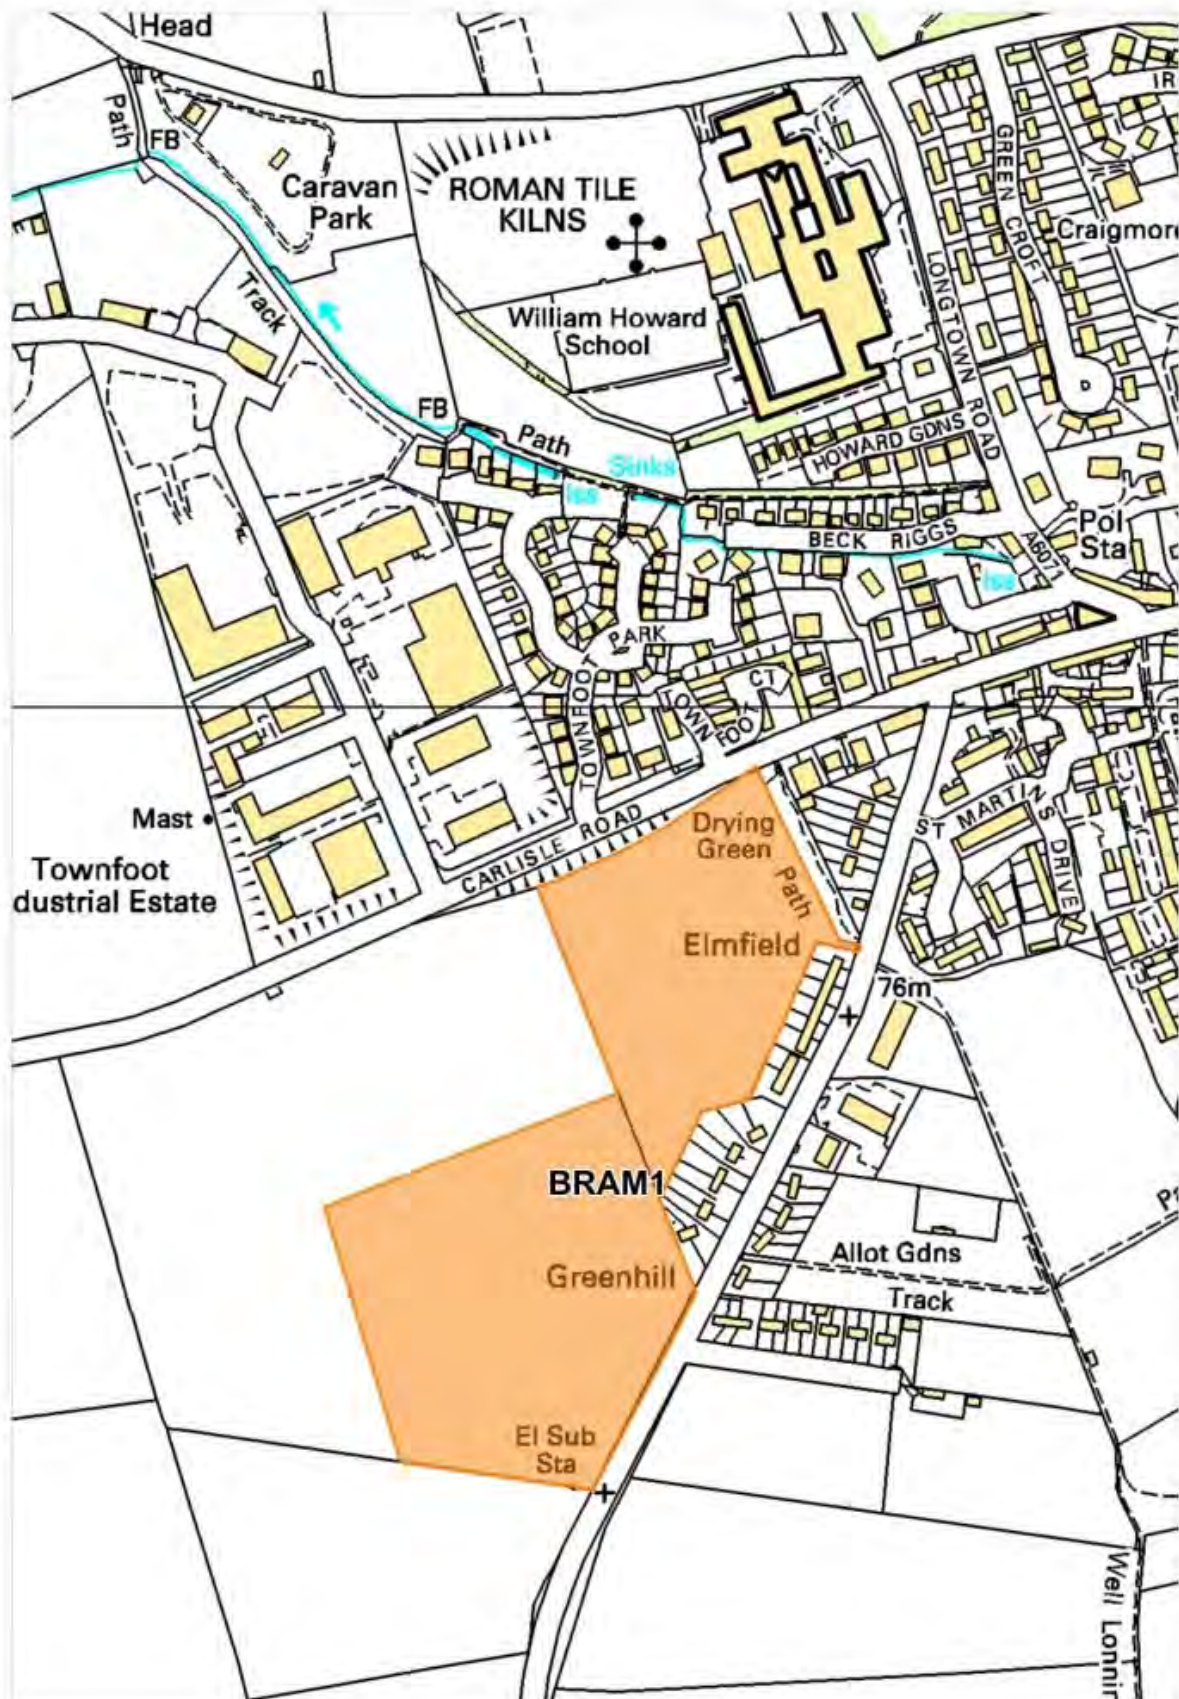 Head
Path
FB
Caravan
Park
ROMAN TILE
KILNS
GREEN CROFT
IR
Craigmore
Track
William Howard
School
LONGTOWN ROAD
FB
Path
HOWARD GDNS
Sinks
Iss
BECK RIGGS
Pol
Sta
A6071
Iss
PARK
TOWNFOOT
TOWN
FOOT
CT
Mast
Townfoot
dustrial Estate
CARLISLE ROAD
Drying
Green
ST MARTIN'S DRIVE
Path
Elmfield
76m
BRAM1
Pa
Allot Gdns
Greenhill
Track
El Sub
Sta
Well Lonnin